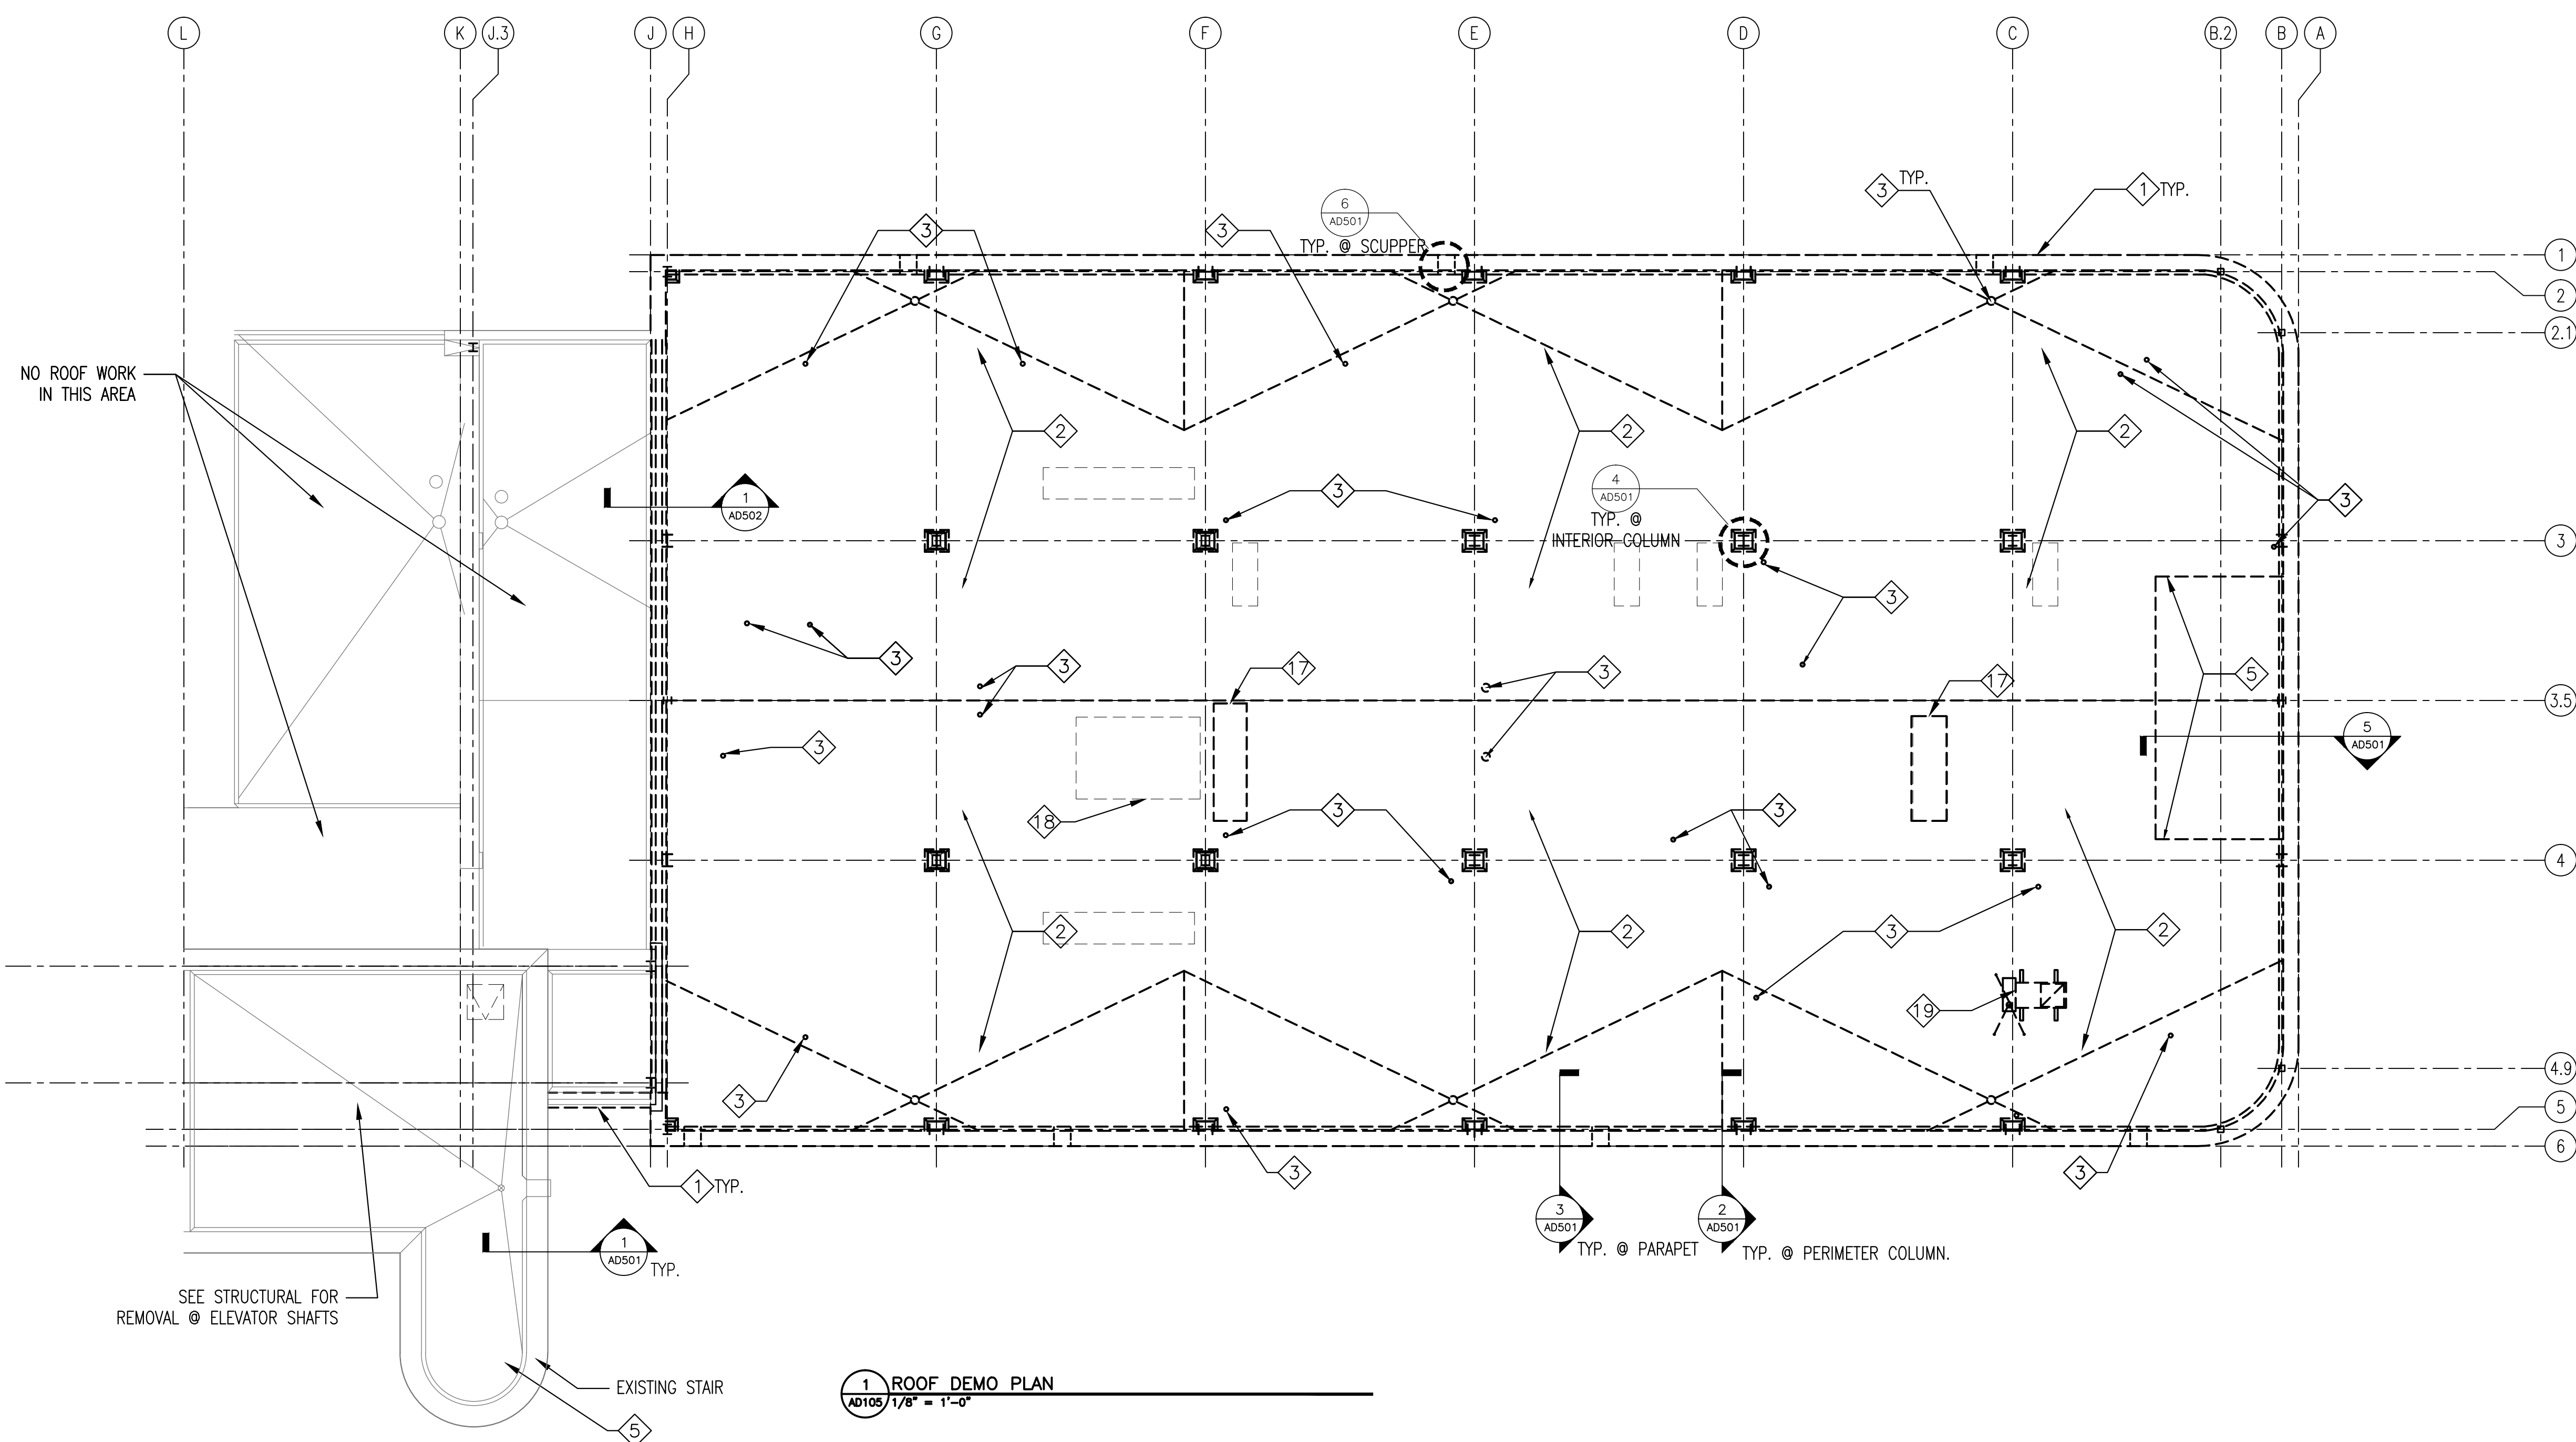 L K J.3 J H G F E D C B.2 B A
3 TYP.
1 TYP.
6
AD501
TYP. @ SCUPPER
3
3
1
2
2.1
NO ROOF WORK
IN THIS AREA
2
2
2
1
AD502
3
4
AD501
TYP. @
INTERIOR COLUMN
3
3
3
3
3
17
3
17
5
3.5
3
5
AD501
18
3
3
4
2
2
3
2
19
3
4.9
5
6
1 TYP.
3
3
3
AD501
TYP. @ PARAPET
2
AD501
TYP. @ PERIMETER COLUMN.
3
1
AD501
TYP.
SEE STRUCTURAL FOR
REMOVAL @ ELEVATOR SHAFTS
EXISTING STAIR
5
1
AD105
ROOF DEMO PLAN
1/8" = 1'-0"